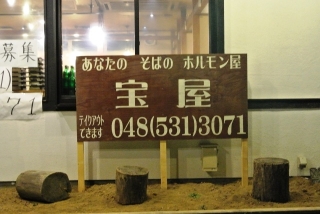 募集
あなたの そばの ホルモン屋
宝屋
テイクアウト
できます
048(531)3071